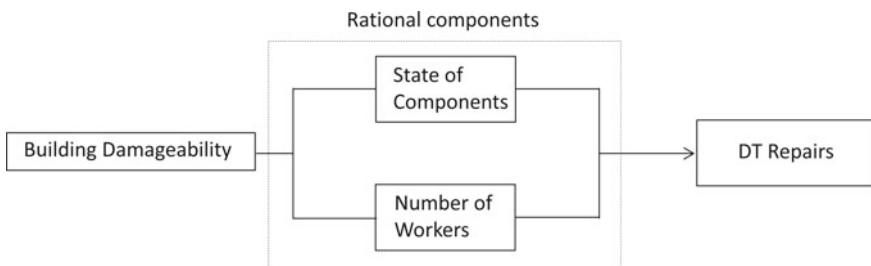 Rational components
State of
Components
Building Damageability
DT Repairs
Number of
Workers